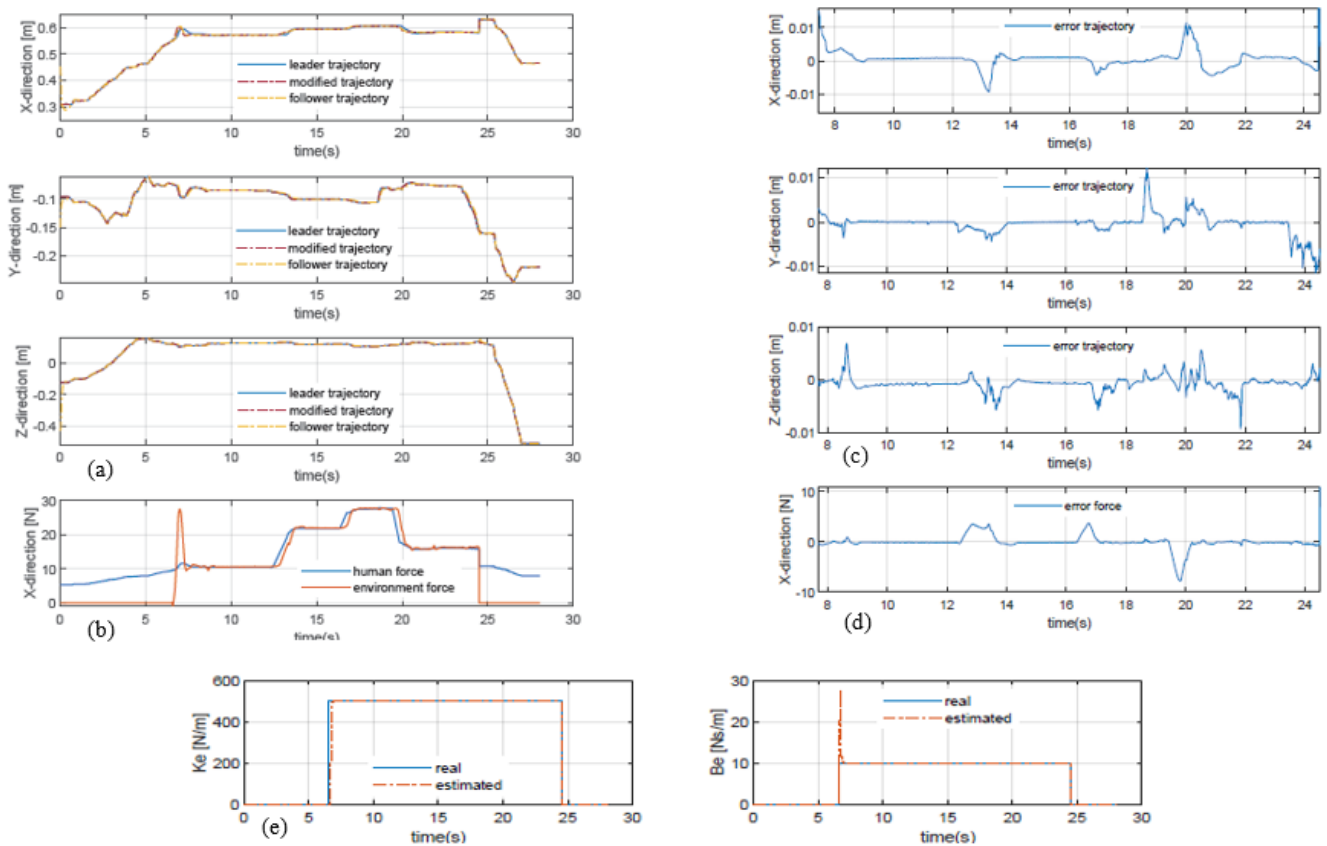 X-direction [m]
0.6
0.5
0.4
0.3
leader trajectory
modified trajectory
follower trajectory
0 5 10 15 20 25 30
time(s)
Y-direction [m]
-0.1
-0.15
-0.2
leader trajectory
modified trajectory
follower trajectory
0 5 10 15 20 25 30
time(s)
Z-direction [m]
0
-0.2
-0.4
leader trajectory
modified trajectory
follower trajectory
0 5 10 15 20 25 30
(a)
time(s)
X-direction [N]
30
20
10
0
human force
environment force
0 5 10 15 20 25 30
(b)
time(s)
X-direction [m]
0.01
0
-0.01
error trajectory
8 10 12 14 16 18 20 22 24
time(s)
Y-direction [m]
0.01
0
-0.01
error trajectory
8 10 12 14 16 18 20 22 24
time(s)
Z-direction [m]
0.01
0
-0.01
error trajectory
8 10 12 14 16 18 20 22 24
(c)
time(s)
X-direction [N]
10
0
-10
error force
8 10 12 14 16 18 20 22 24
(d)
time(s)
Ke [N/m]
600
400
200
0
real
estimated
0 5 10 15 20 25 30
(e)
time(s)
Be [Ns/m]
30
20
10
0
real
estimated
0 5 10 15 20 25 30
time(s)